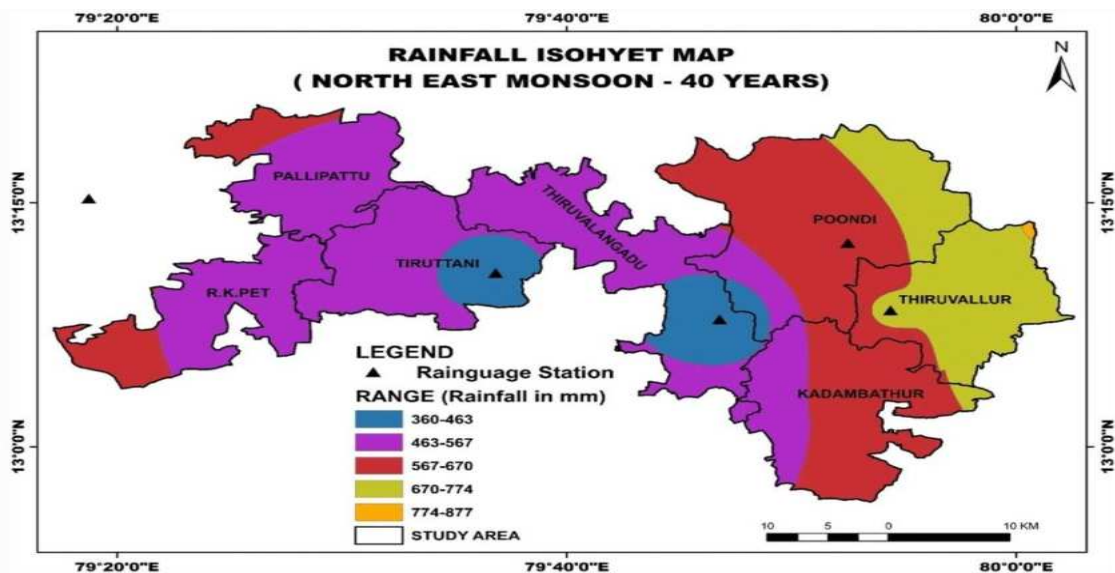 79°20'0"E 79°40'0"E 80°0'0"E
RAINFALL ISOHYET MAP
( NORTH EAST MONSOON - 40 YEARS)
N
13°15'0"N 13°15'0"N
PALLIPATTU
THIRUVALANGADU
POONDI
TIRUTTANI
R.K.PET
THIRUVALLUR
KADAMBATHUR
LEGEND
Rainguage Station
RANGE (Rainfall in mm)
360-463
463-567
567-670
670-774
774-877
STUDY AREA
13°0'0"N 13°0'0"N
10 5 0 10 KM
79°20'0"E 79°40'0"E 80°0'0"E